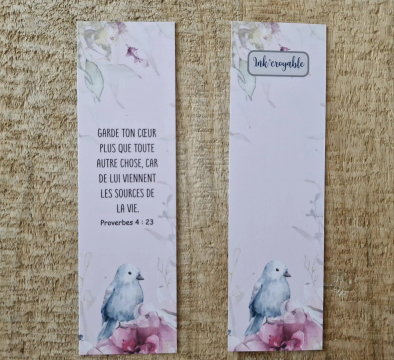 GARDE TON CŒUR
PLUS QUE TOUTE
AUTRE CHOSE, CAR
DE LUI VIENNENT
LES SOURCES DE
LA VIE.
Proverbes 4 : 23
Ink'croyable